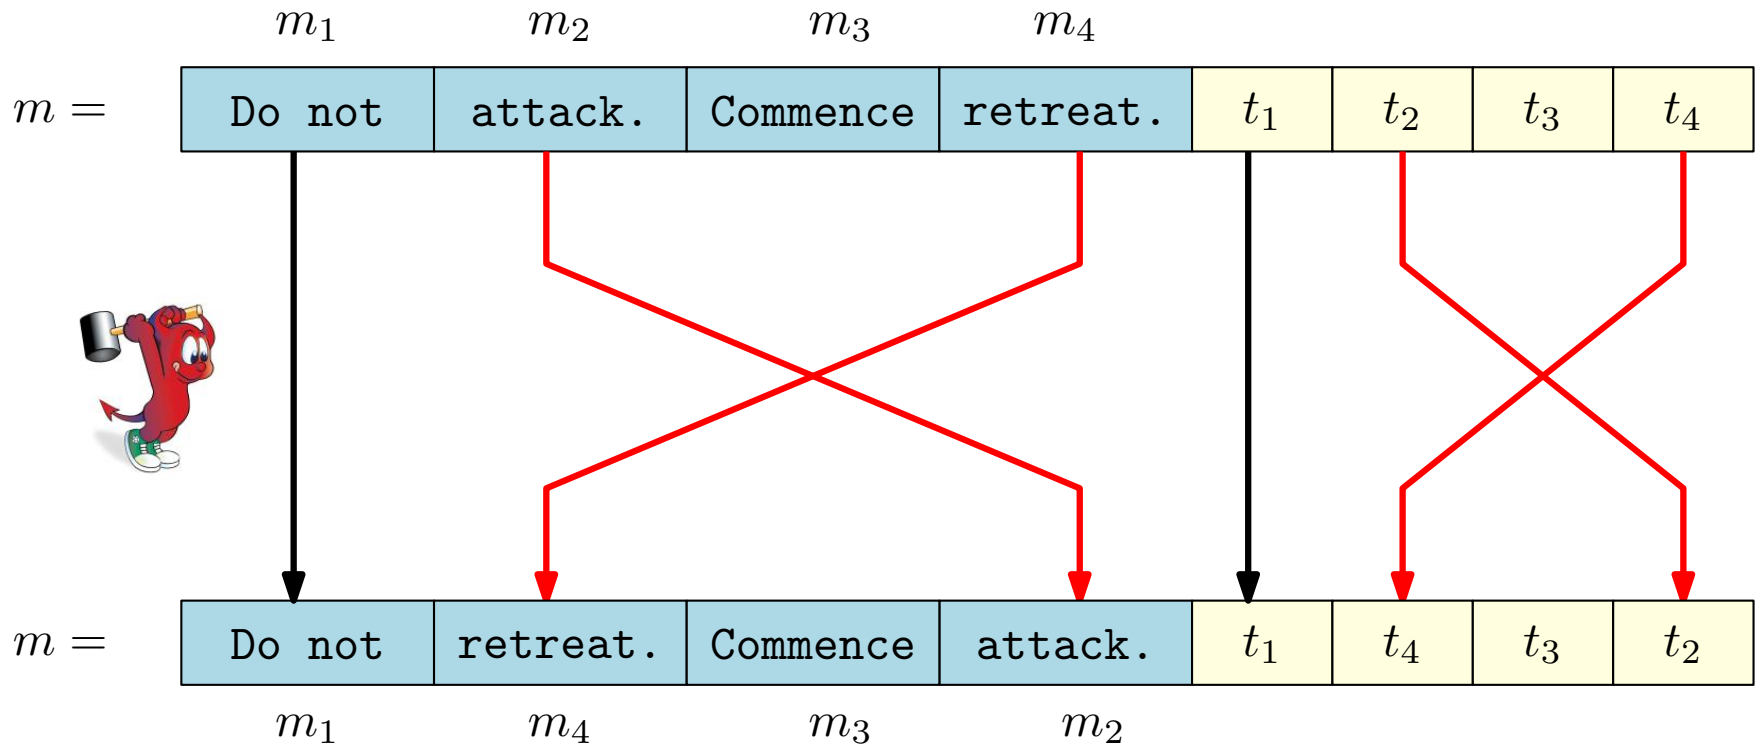 m₁ m₂ m₃ m₄
m = Do not attack. Commence retreat. t₁ t₂ t₃ t₄
m = Do not retreat. Commence attack. t₁ t₄ t₃ t₂
m₁ m₄ m₃ m₂